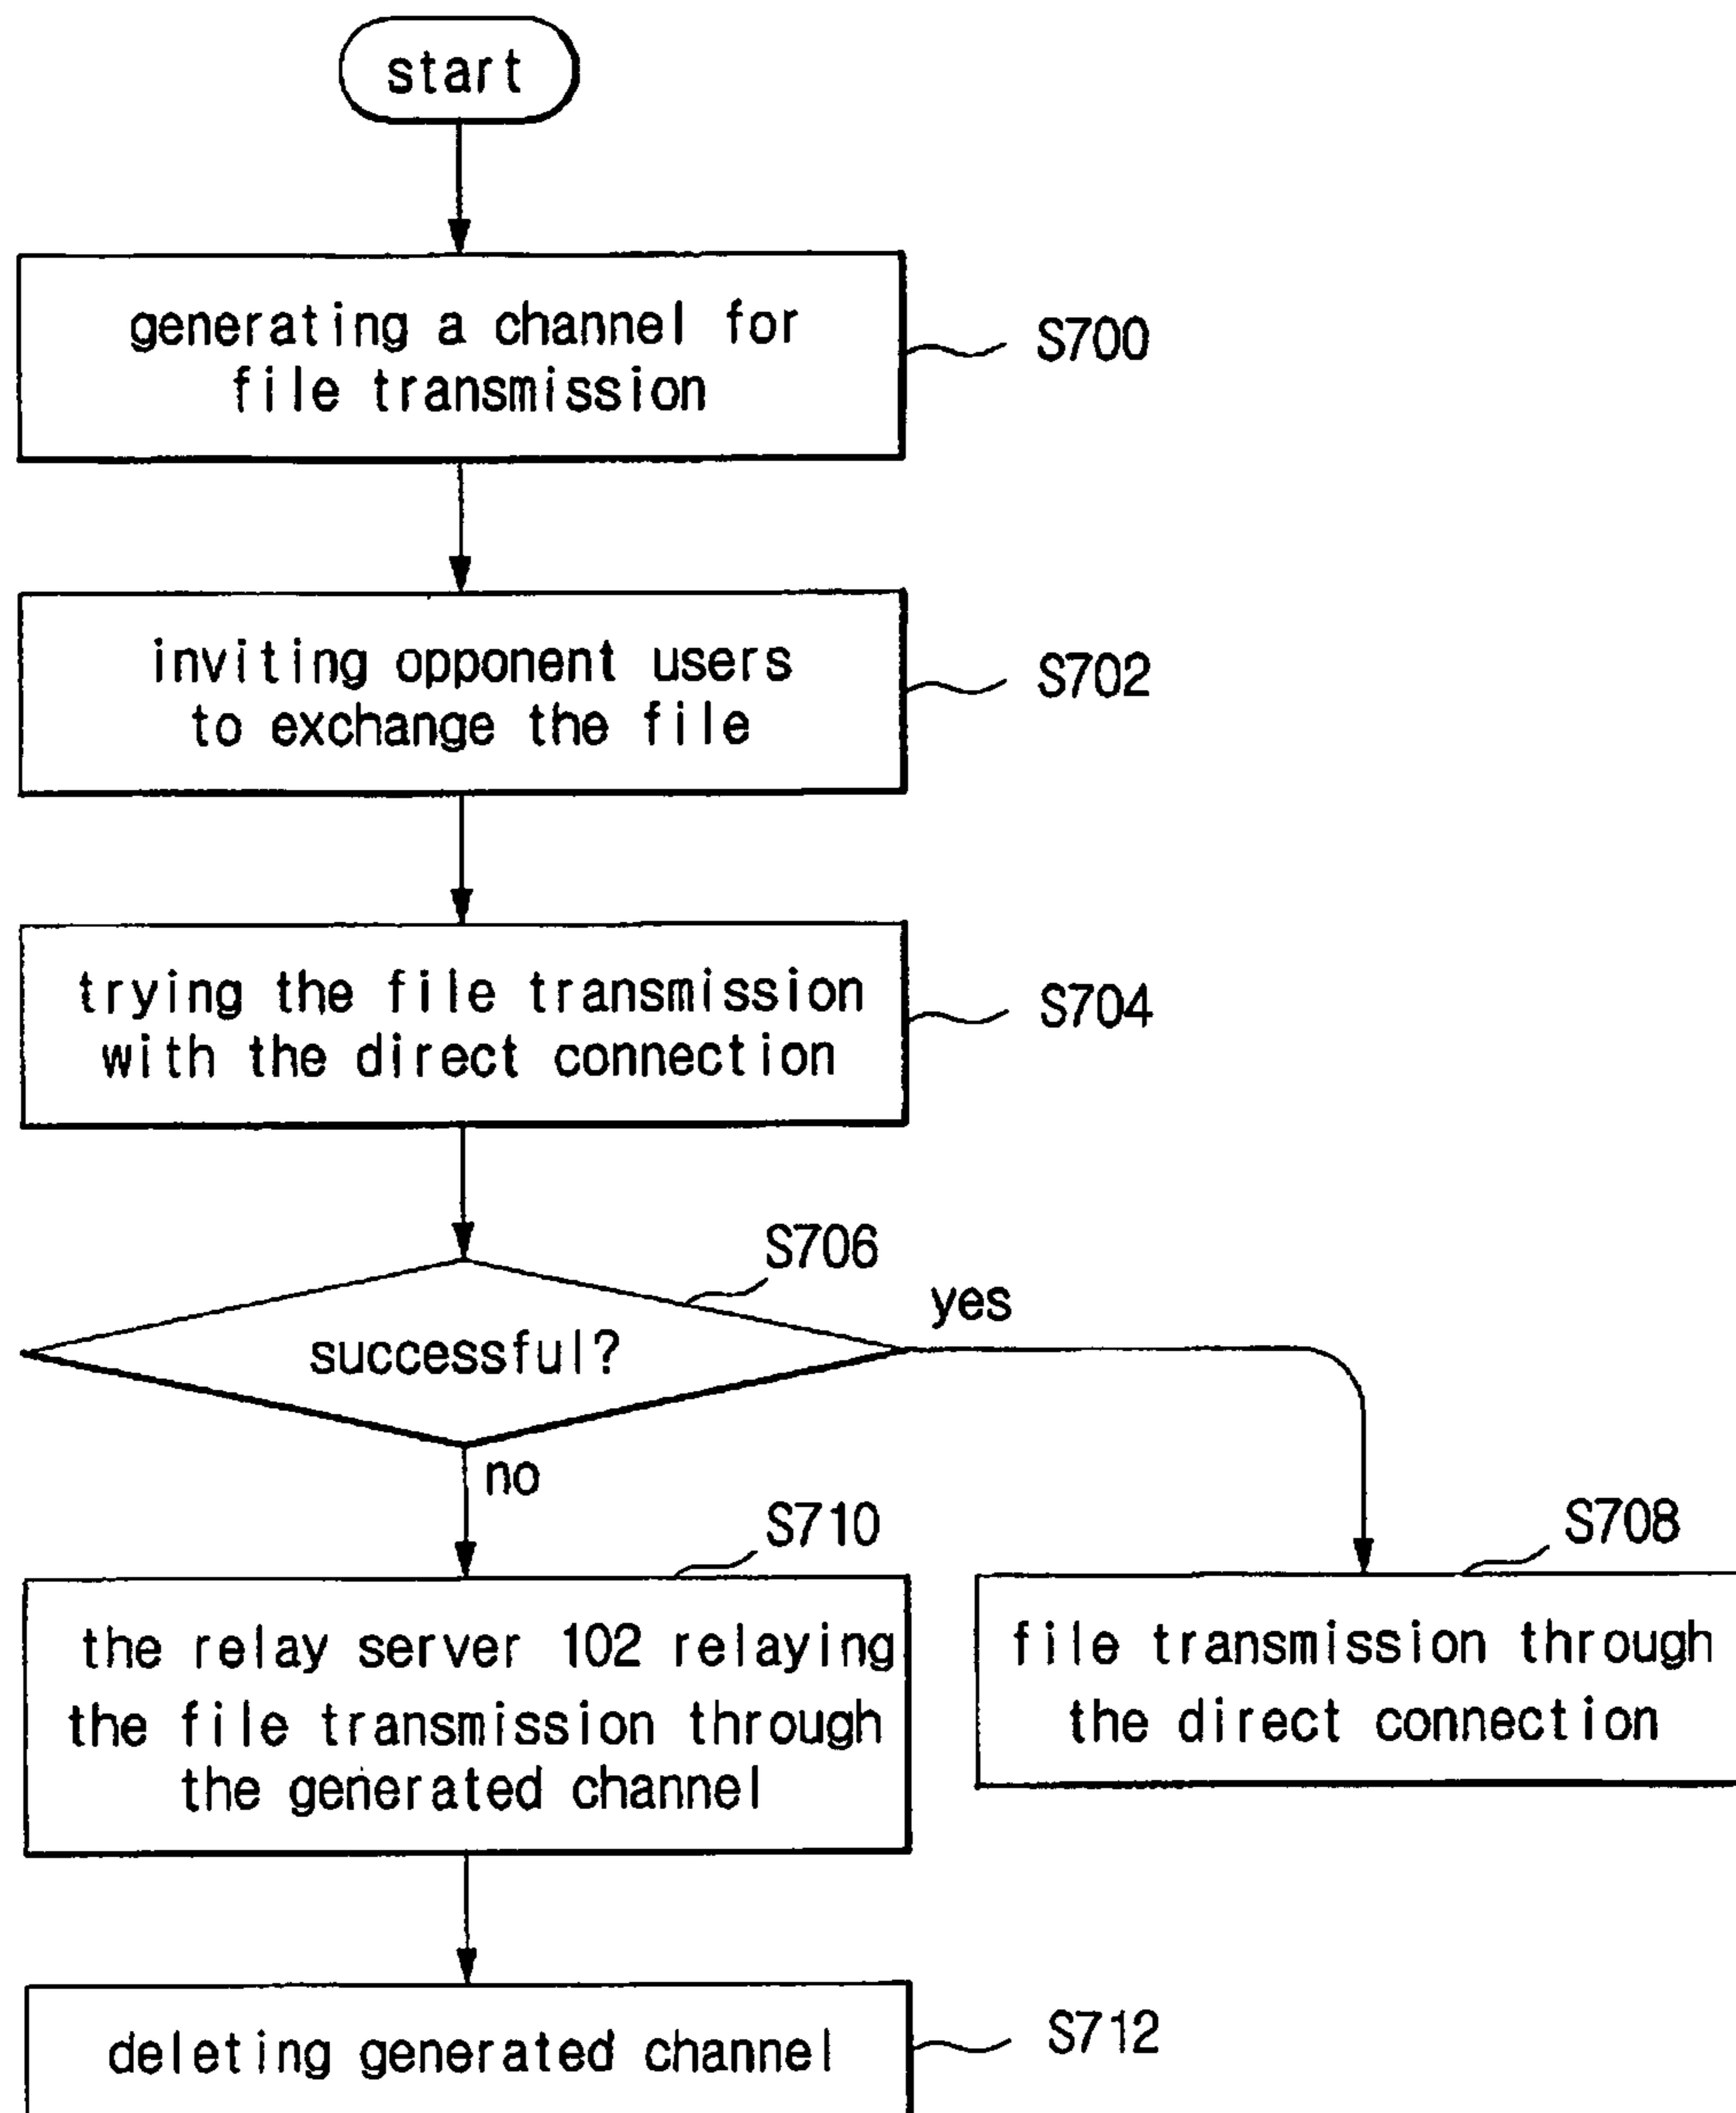 start
generating a channel for
file transmission
S700
inviting opponent users
to exchange the file
S702
trying the file transmission
with the direct connection
S704
S706
yes
successful?
no
S710
S708
the relay server 102 relaying
the file transmission through
the generated channel
file transmission through
the direct connection
deleting generated channel
S712